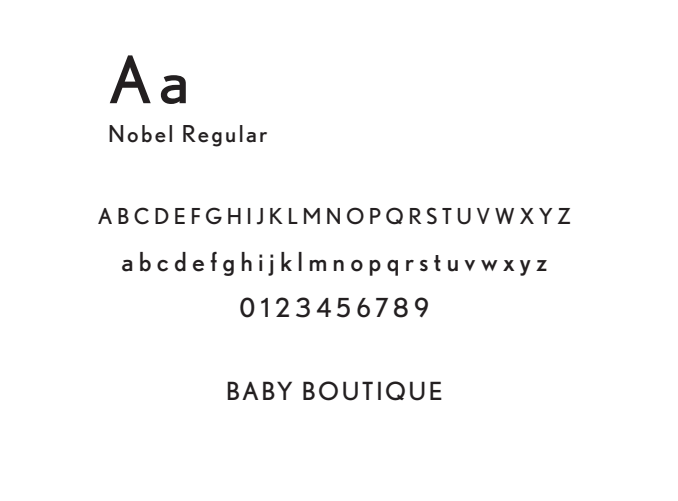 Aa
Nobel Regular
ABCDEFGHIJKLMNOPQRSTUVWXYZ
abcdefghijklmnopqrstuvwxyz
0123456789
BABY BOUTIQUE